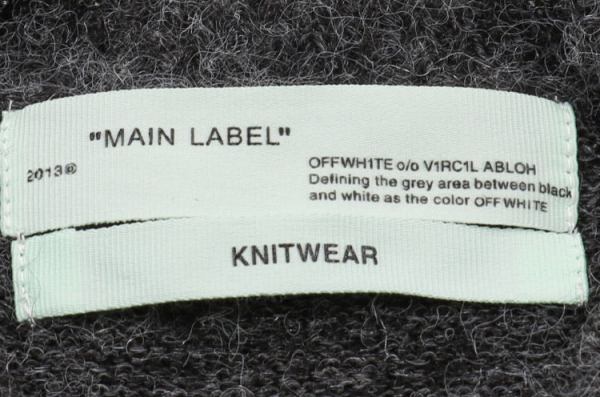 "MAIN LABEL"
2013®
OFFWH1TE c/o V1RC1L ABLOH
Defining the grey area between black
and white as the color OFFWHITE
KNITWEAR